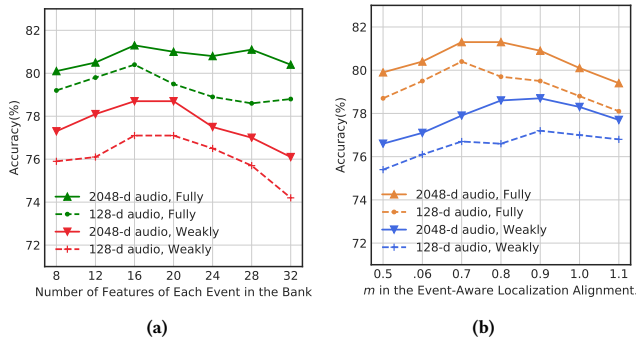 82
80
78
76
74
72
Accuracy(%)
2048-d audio, Fully
128-d audio, Fully
2048-d audio, Weakly
128-d audio, Weakly
8 12 16 20 24 28 32
Number of Features of Each Event in the Bank
(a)
82
80
78
76
74
72
Accuracy(%)
2048-d audio, Fully
128-d audio, Fully
2048-d audio, Weakly
128-d audio, Weakly
0.5 .06 0.7 0.8 0.9 1.0 1.1
m in the Event-Aware Localization Alignment.
(b)